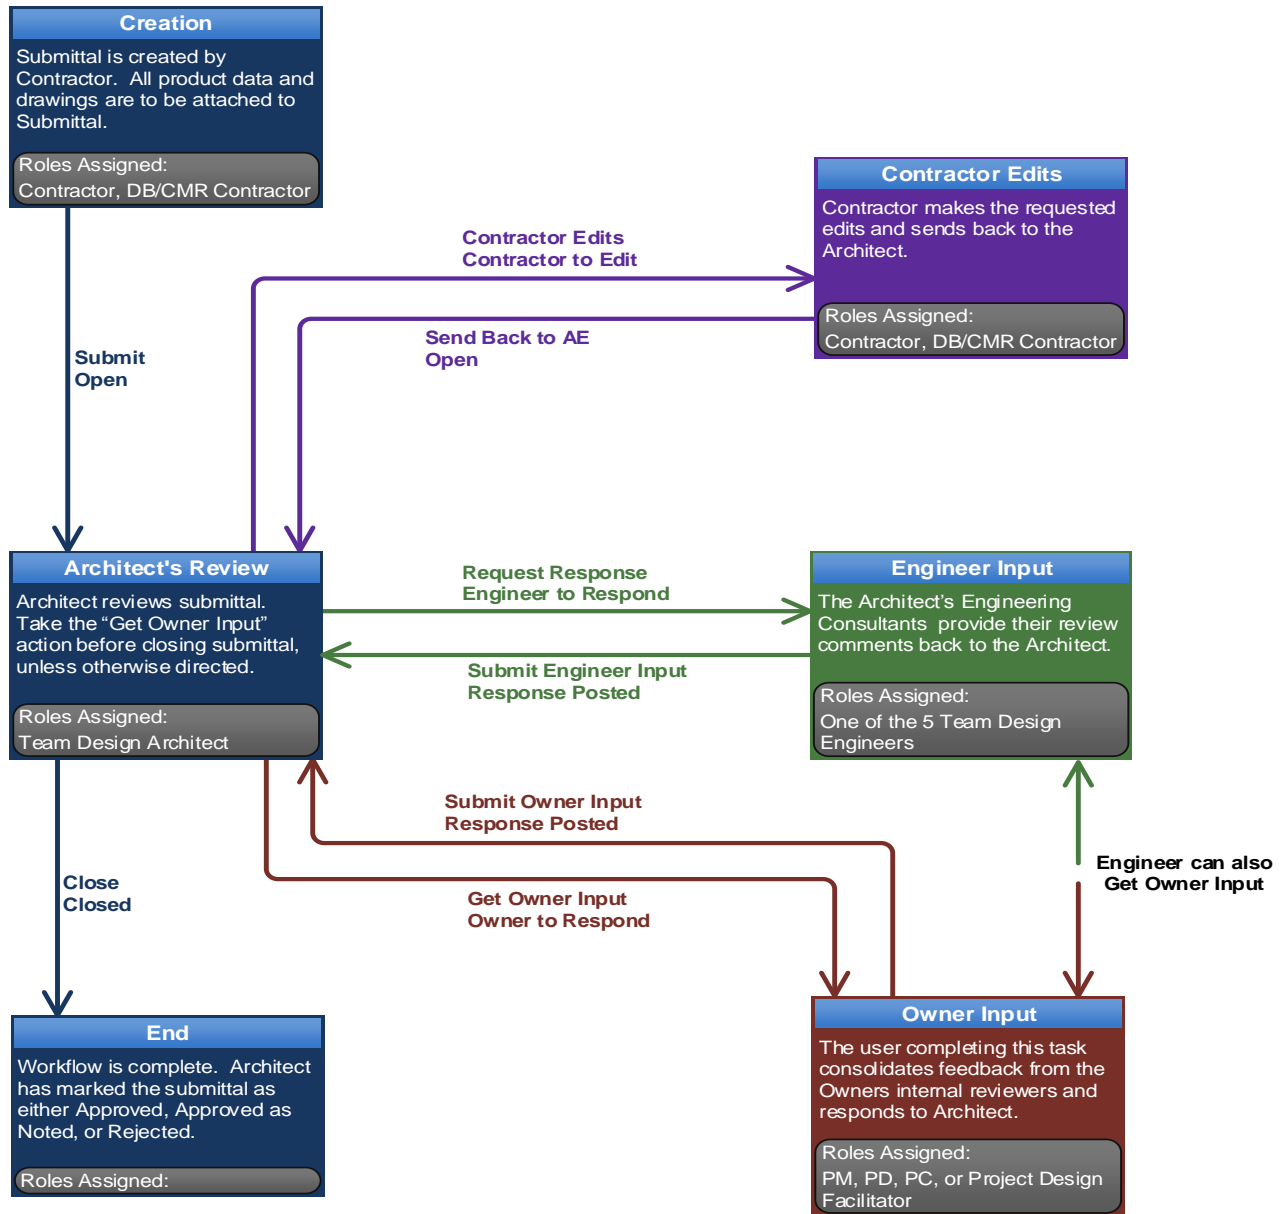 Creation
Submittal is created by
Contractor.  All product data and
drawings are to be attached to
Submittal.
Roles Assigned:
Contractor, DB/CMR Contractor
Contractor Edits
Contractor makes the requested
edits and sends back to the
Architect.
Roles Assigned:
Contractor, DB/CMR Contractor
Contractor Edits
Contractor to Edit
Send Back to AE
Open
Submit
Open
Architect's Review
Architect reviews submittal.
Take the “Get Owner Input”
action before closing submittal,
unless otherwise directed.
Roles Assigned:
Team Design Architect
Request Response
Engineer to Respond
Submit Engineer Input
Response Posted
Engineer Input
The Architect’s Engineering
Consultants  provide their review
comments back to the Architect.
Roles Assigned:
One of the 5 Team Design
Engineers
Submit Owner Input
Response Posted
Engineer can also
Get Owner Input
Close
Closed
Get Owner Input
Owner to Respond
End
Workflow is complete.  Architect
has marked the submittal as
either Approved, Approved as
Noted, or Rejected.
Roles Assigned:
Owner Input
The user completing this task
consolidates feedback from the
Owners internal reviewers and
responds to Architect.
Roles Assigned:
PM, PD, PC, or Project Design
Facilitator